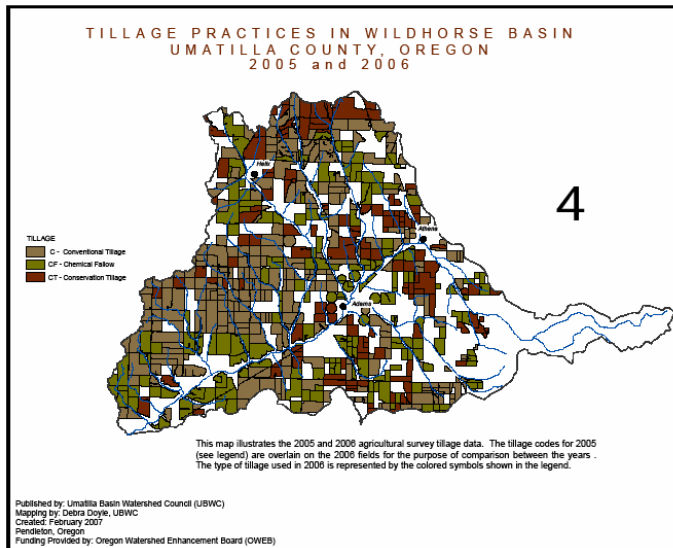 TILLAGE PRACTICES IN WILDHORSE BASIN
UMATILLA COUNTY, OREGON
2005 and 2006
Helix
4
Athena
TILLAGE
C - Conventional Tillage
CF - Chemical Fallow
CT - Conservation Tillage
Adams
This map illustrates the 2005 and 2006 agricultural survey tillage data. The tillage codes for 2005
(see legend) are overlain on the 2006 fields for the purpose of comparison between the years .
The type of tillage used in 2006 is represented by the colored symbols shown in the legend.
Published by: Umatilla Basin Watershed Council (UBWC)
Mapping by: Debra Doyle, UBWC
Created: February 2007
Pendleton, Oregon
Funding Provided by: Oregon Watershed Enhancement Board (OWEB)